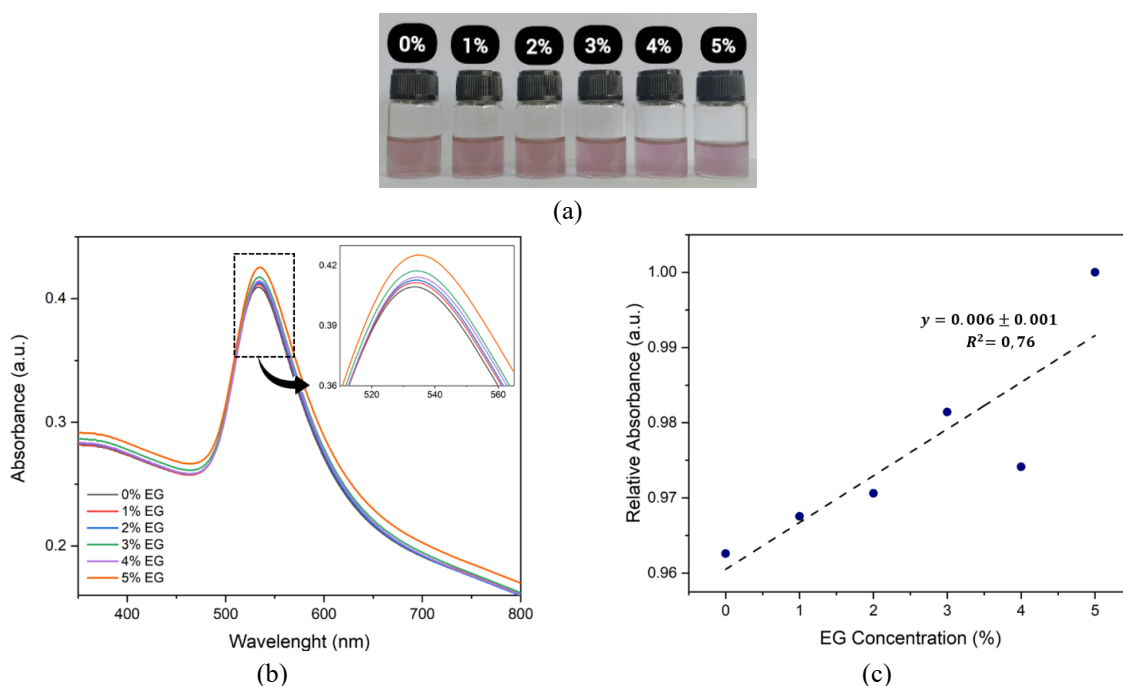 0% 1% 2% 3% 4% 5%
(a)
Absorbance (a.u.)
0.4
0.3
0.2
400 500 600 700 800
Wavelenght (nm)
0% EG
1% EG
2% EG
3% EG
4% EG
5% EG
0.42
0.39
0.36
520 540 560
(b)
Relative Absorbance (a.u.)
1.00
0.99
0.98
0.97
0.96
y = 0.006 ± 0.001
R² = 0,76
0 1 2 3 4 5
EG Concentration (%)
(c)